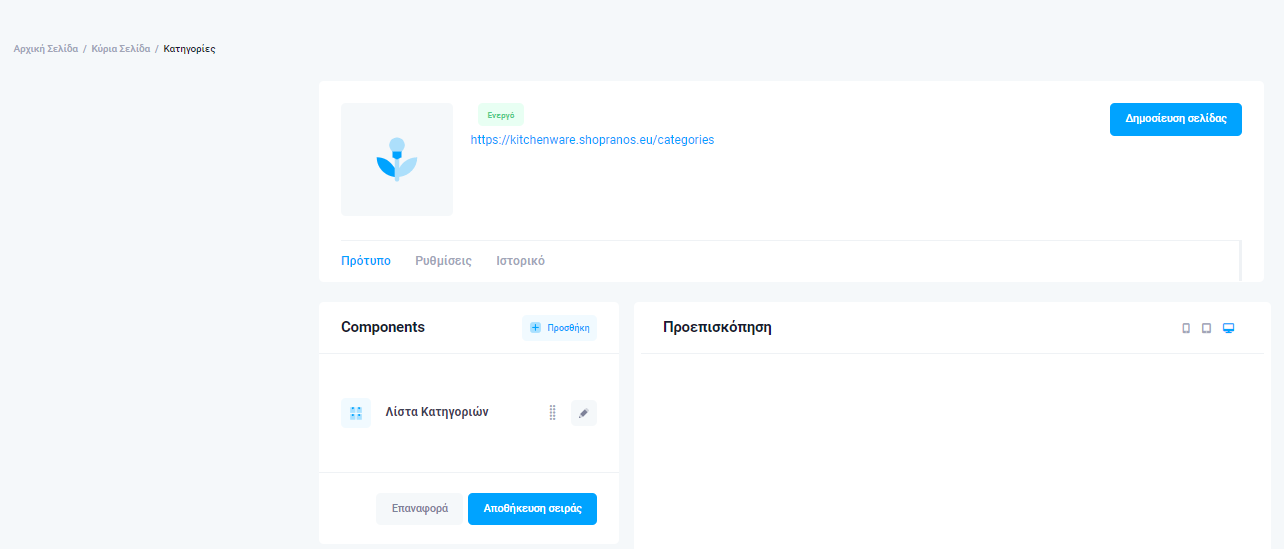 Αρχική Σελίδα / Κύρια Σελίδα / Κατηγορίες
Ενεργό
https://kitchenware.shopranos.eu/categories
Δημοσίευση σελίδας
Πρότυπο Ρυθμίσεις Ιστορικό
Components
Προσθήκη
Προεπισκόπηση
Λίστα Κατηγοριών
Επαναφορά
Αποθήκευση σειράς